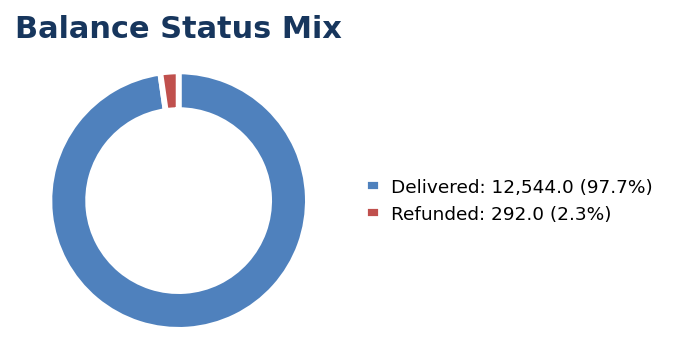 Balance Status Mix
Delivered: 12,544.0 (97.7%)
Refunded: 292.0 (2.3%)